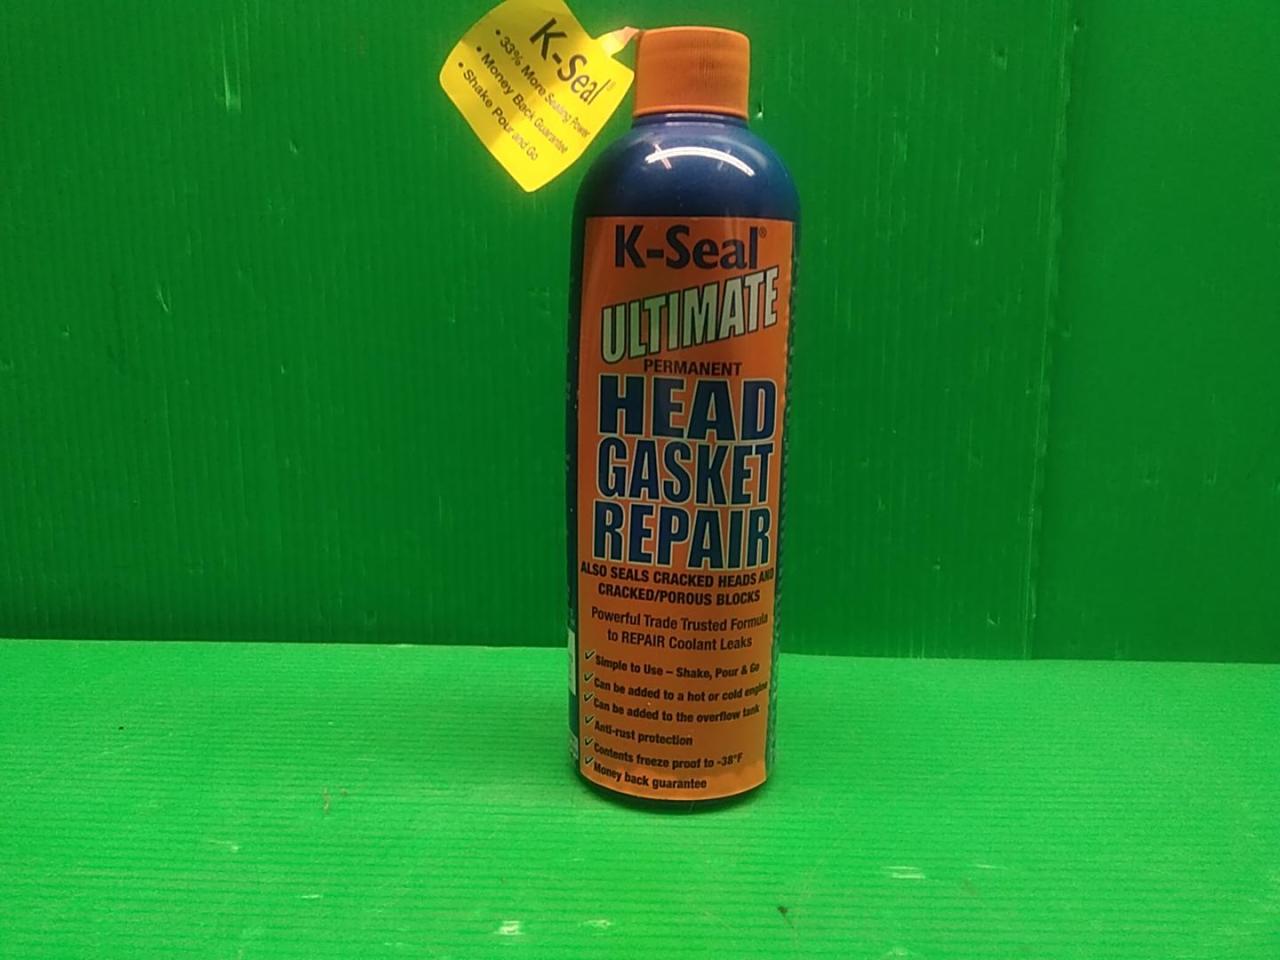 K-Seal®
• 33% More Sealing Power
• Money Back Guarantee
• Shake Pour and Go
K-Seal®
ULTIMATE
PERMANENT
HEAD
GASKET
REPAIR
ALSO SEALS CRACKED HEADS AND
CRACKED/POROUS BLOCKS
Powerful Trade Trusted Formula
to REPAIR Coolant Leaks
✓ Simple to Use – Shake, Pour & Go
✓ Can be added to a hot or cold engine
✓ Can be added to the overflow tank
✓ Anti-rust protection
✓ Contents freeze proof to -38°F
✓ Money back guarantee